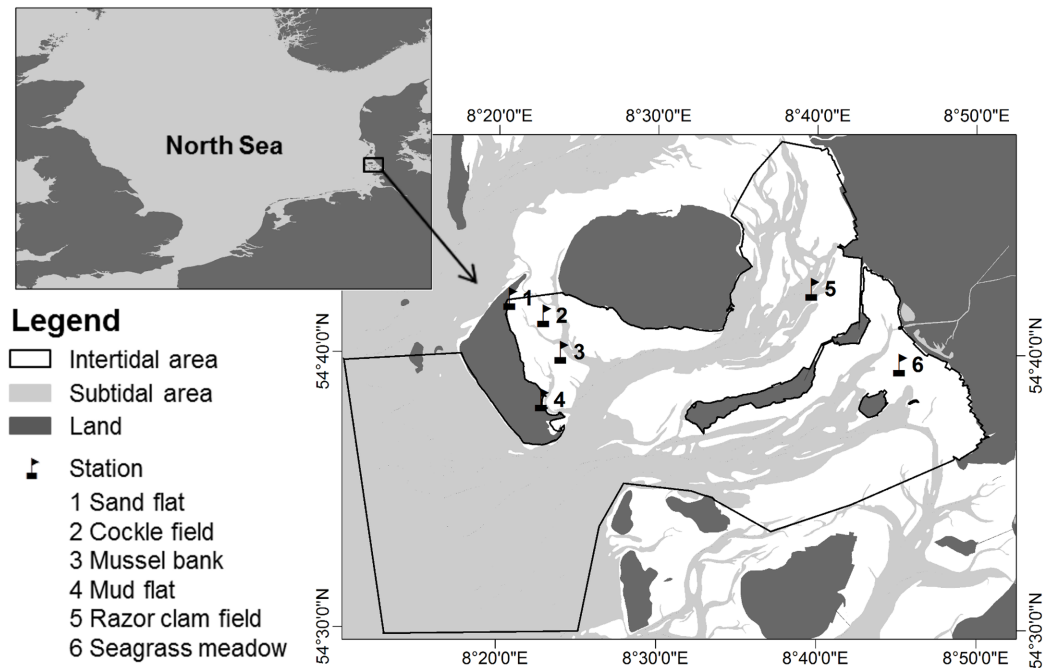 North Sea
8°20'0"E 8°30'0"E 8°40'0"E 8°50'0"E
1
2
3
4
5
6
54°40'0"N
54°40'0"N
54°30'0"N
54°30'0"N
8°20'0"E 8°30'0"E 8°40'0"E 8°50'0"E
Legend
Intertidal area
Subtidal area
Land
Station
1 Sand flat
2 Cockle field
3 Mussel bank
4 Mud flat
5 Razor clam field
6 Seagrass meadow